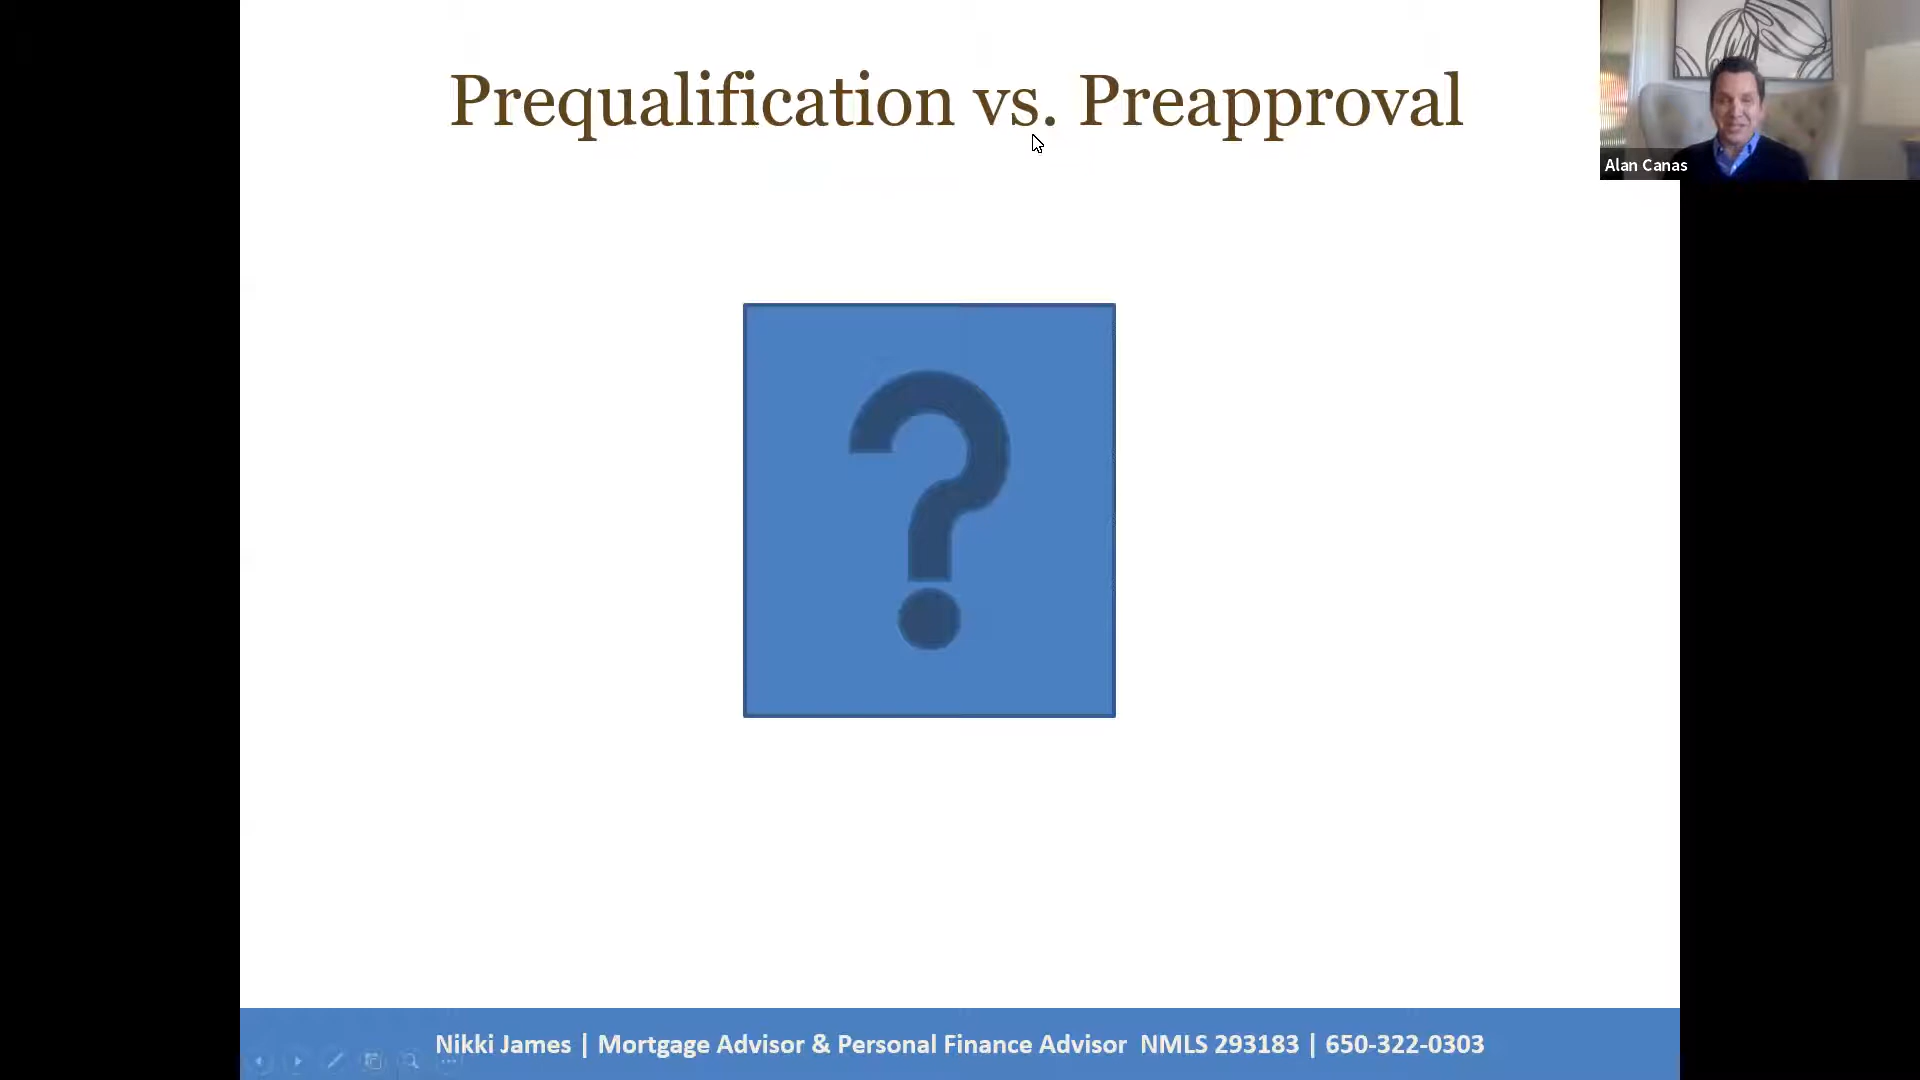 Prequalification vs. Preapproval
Alan Canas
?
Nikki James | Mortgage Advisor & Personal Finance Advisor  NMLS 293183 | 650-322-0303